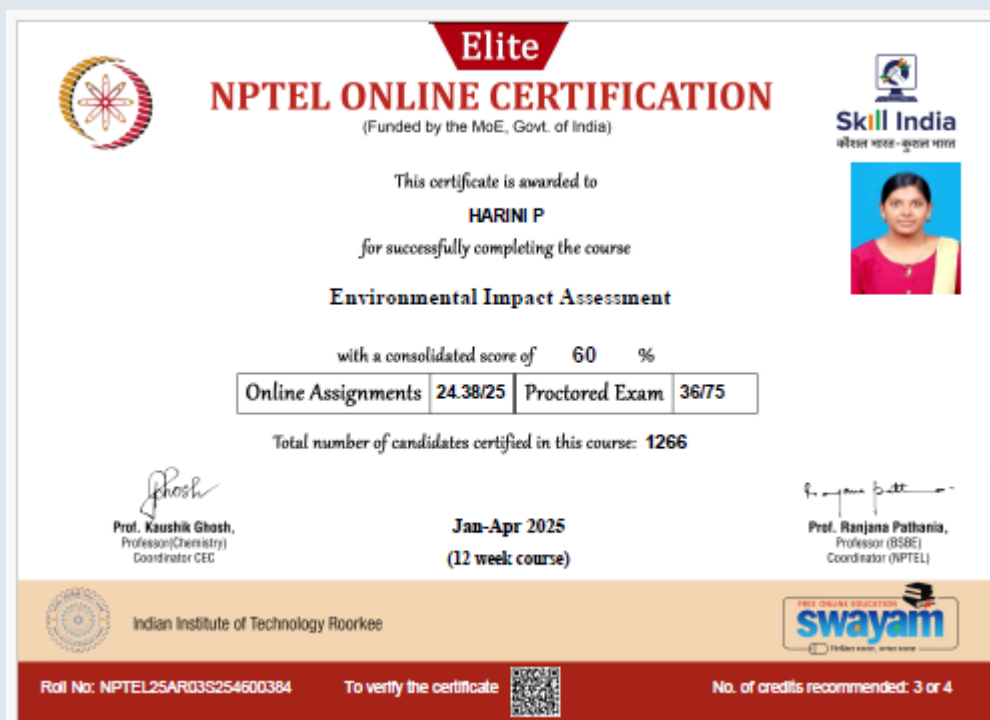 Elite
NPTEL ONLINE CERTIFICATION
(Funded by the MoE, Govt. of India)
Skill India
कौशल भारत - कुशल भारत
This certificate is awarded to
HARINI P
for successfully completing the course
Environmental Impact Assessment
with a consolidated score of 60 %
Online Assignments 24.38/25 Proctored Exam 36/75
Total number of candidates certified in this course: 1266
Prof. Kaushik Ghosh,
Professor(Chemistry)
Coordinator CEC
Jan-Apr 2025
(12 week course)
Prof. Ranjana Pathania,
Professor (BSBE)
Coordinator (NPTEL)
Indian Institute of Technology Roorkee
FREE ONLINE EDUCATION
swayam
Roll No: NPTEL25AR03S254600384
To verify the certificate
No. of credits recommended: 3 or 4